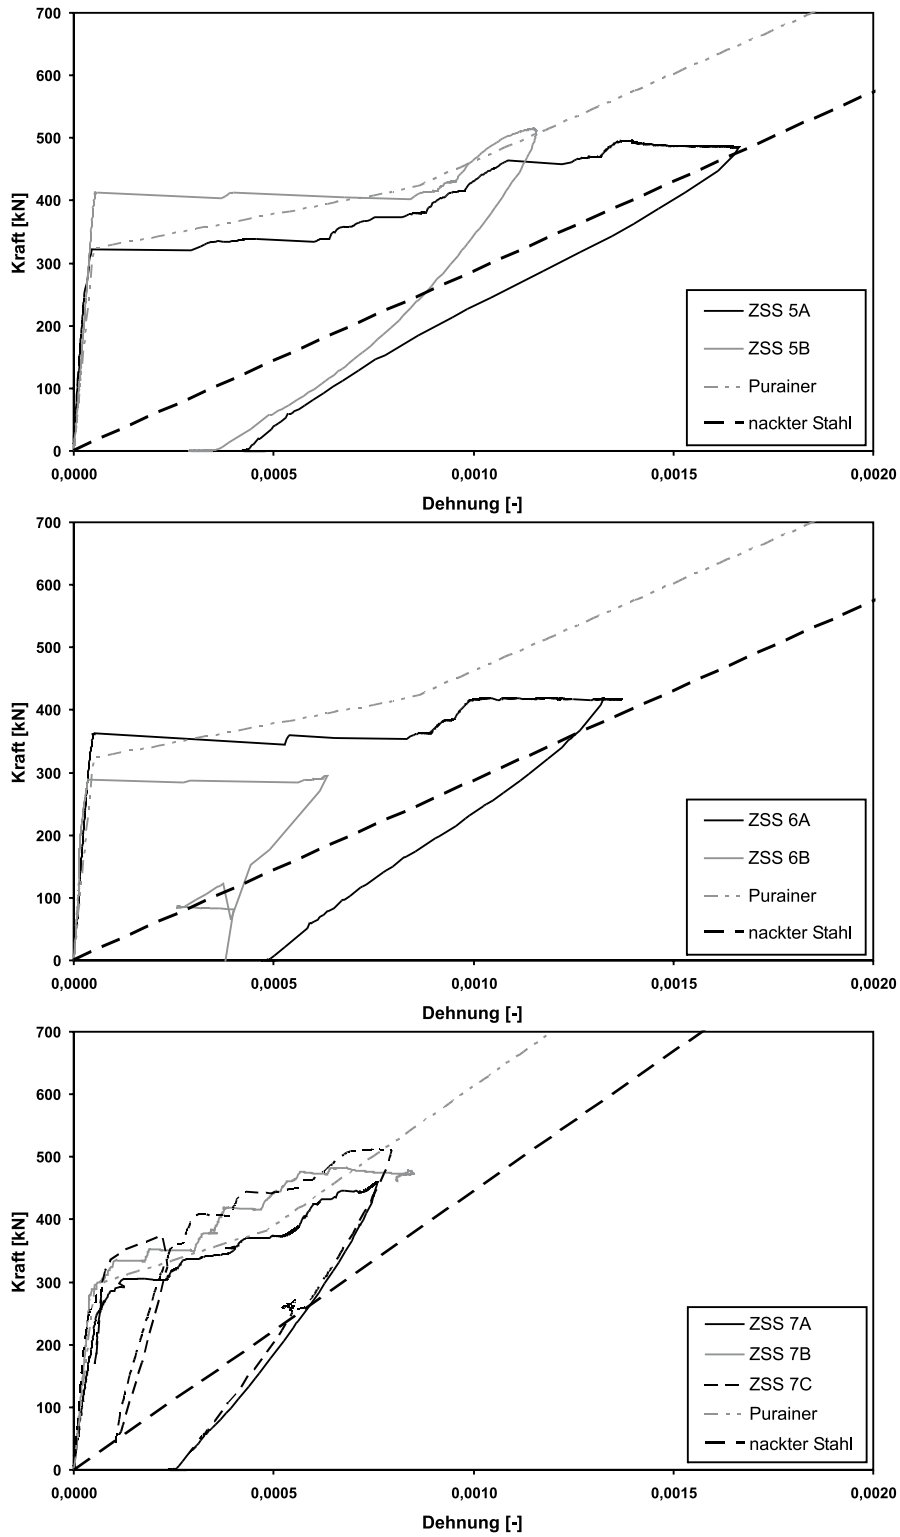 700
600
500
400
300
200
100
0
Kraft [kN]
0,0000 0,0005 0,0010 0,0015 0,0020
Dehnung [-]
ZSS 5A
ZSS 5B
Purainer
nackter Stahl
700
600
500
400
300
200
100
0
Kraft [kN]
0,0000 0,0005 0,0010 0,0015 0,0020
Dehnung [-]
ZSS 6A
ZSS 6B
Purainer
nackter Stahl
700
600
500
400
300
200
100
0
Kraft [kN]
0,0000 0,0005 0,0010 0,0015 0,0020
Dehnung [-]
ZSS 7A
ZSS 7B
ZSS 7C
Purainer
nackter Stahl